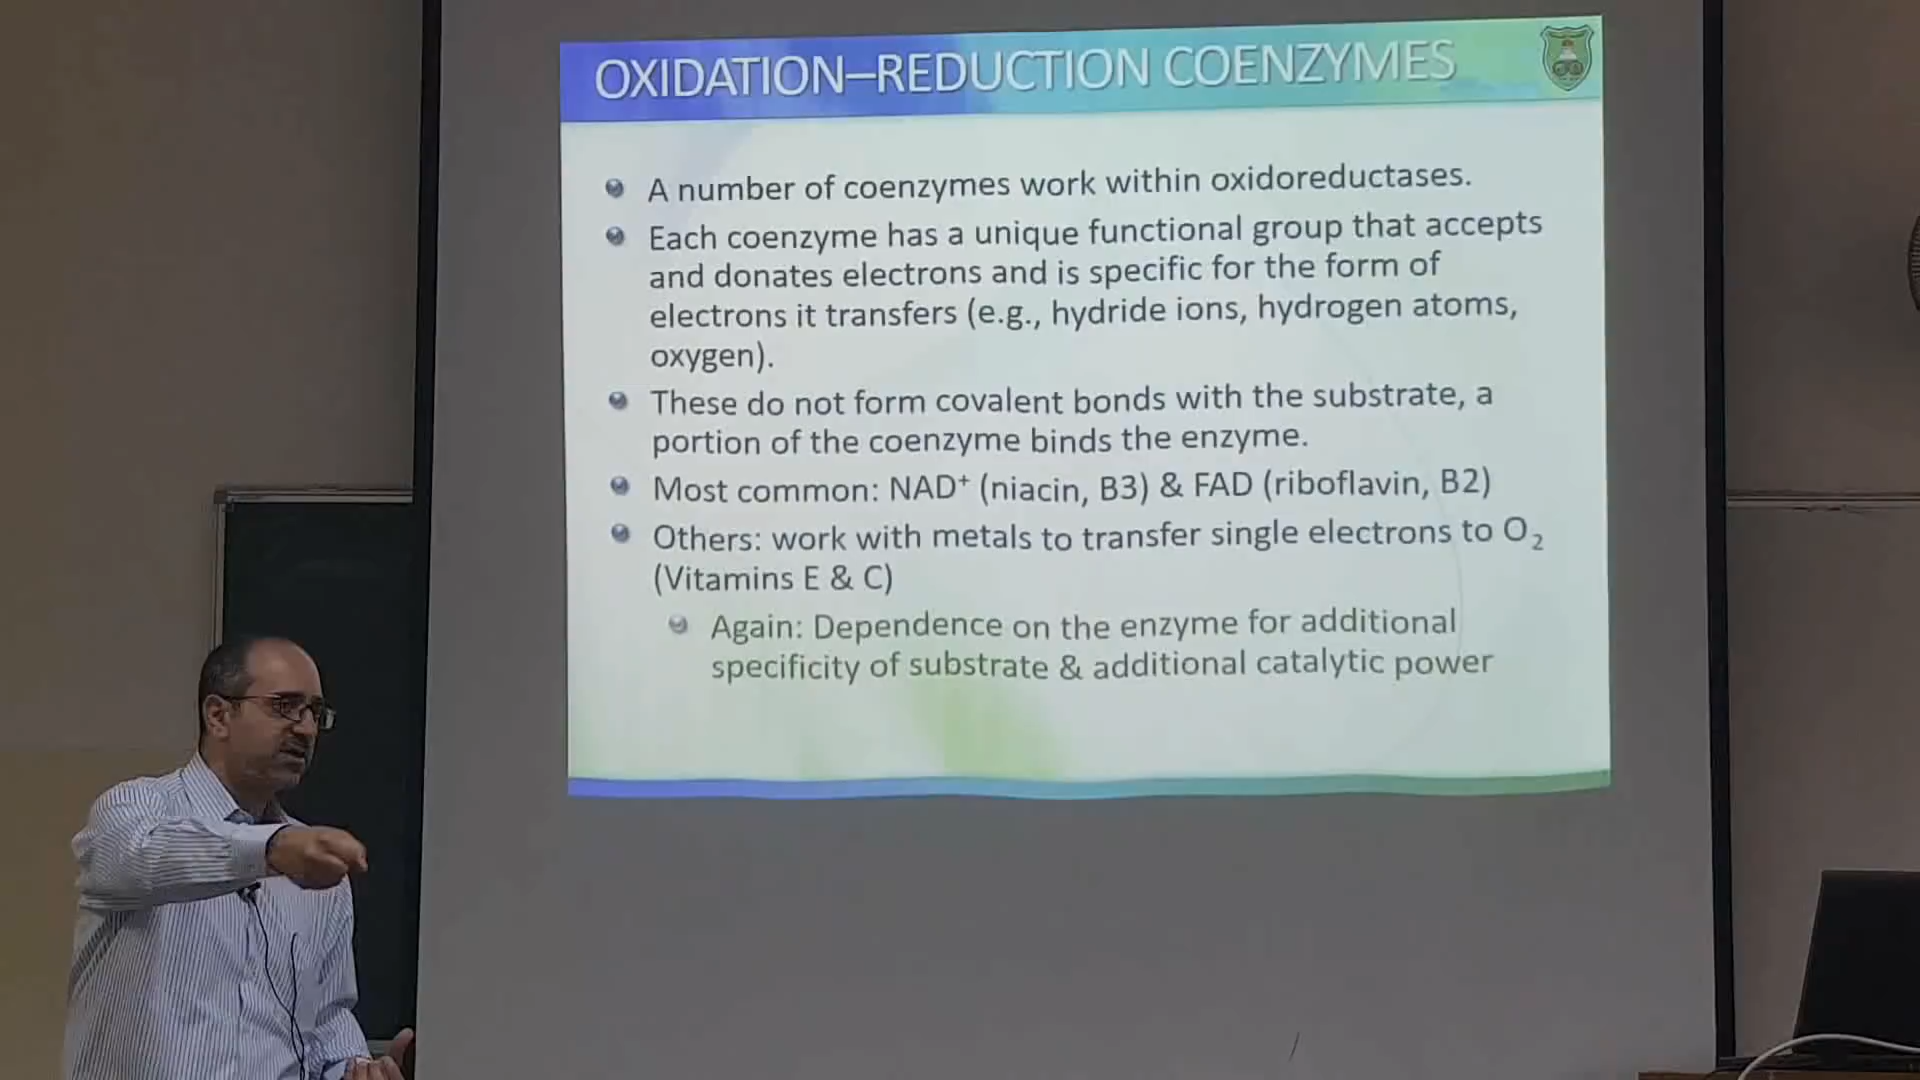 OXIDATION–REDUCTION COENZYMES
A number of coenzymes work within oxidoreductases.
Each coenzyme has a unique functional group that accepts
and donates electrons and is specific for the form of
electrons it transfers (e.g., hydride ions, hydrogen atoms,
oxygen).
These do not form covalent bonds with the substrate, a
portion of the coenzyme binds the enzyme.
Most common: NAD⁺ (niacin, B3) & FAD (riboflavin, B2)
Others: work with metals to transfer single electrons to O₂
(Vitamins E & C)
Again: Dependence on the enzyme for additional
specificity of substrate & additional catalytic power